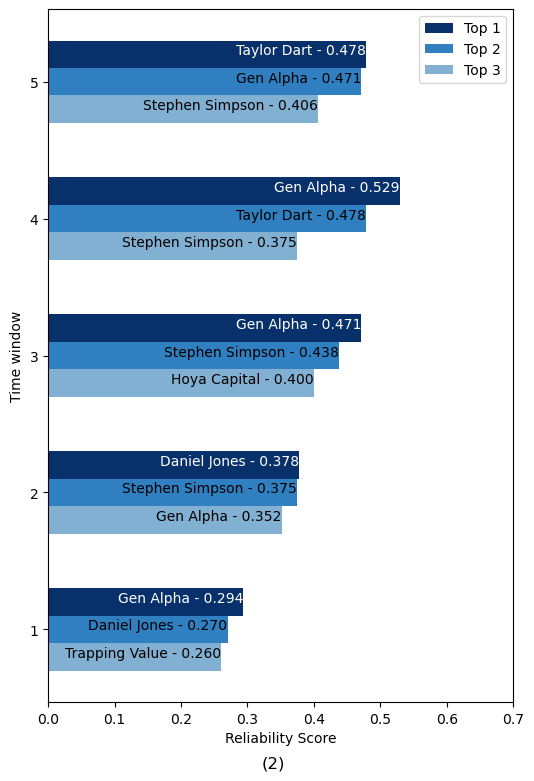 Top 1
Top 2
Top 3
5
Taylor Dart - 0.478
Gen Alpha - 0.471
Stephen Simpson - 0.406
4
Gen Alpha - 0.529
Taylor Dart - 0.478
Stephen Simpson - 0.375
Time window
3
Gen Alpha - 0.471
Stephen Simpson - 0.438
Hoya Capital - 0.400
2
Daniel Jones - 0.378
Stephen Simpson - 0.375
Gen Alpha - 0.352
1
Gen Alpha - 0.294
Daniel Jones - 0.270
Trapping Value - 0.260
0.0 0.1 0.2 0.3 0.4 0.5 0.6 0.7
Reliability Score
(2)